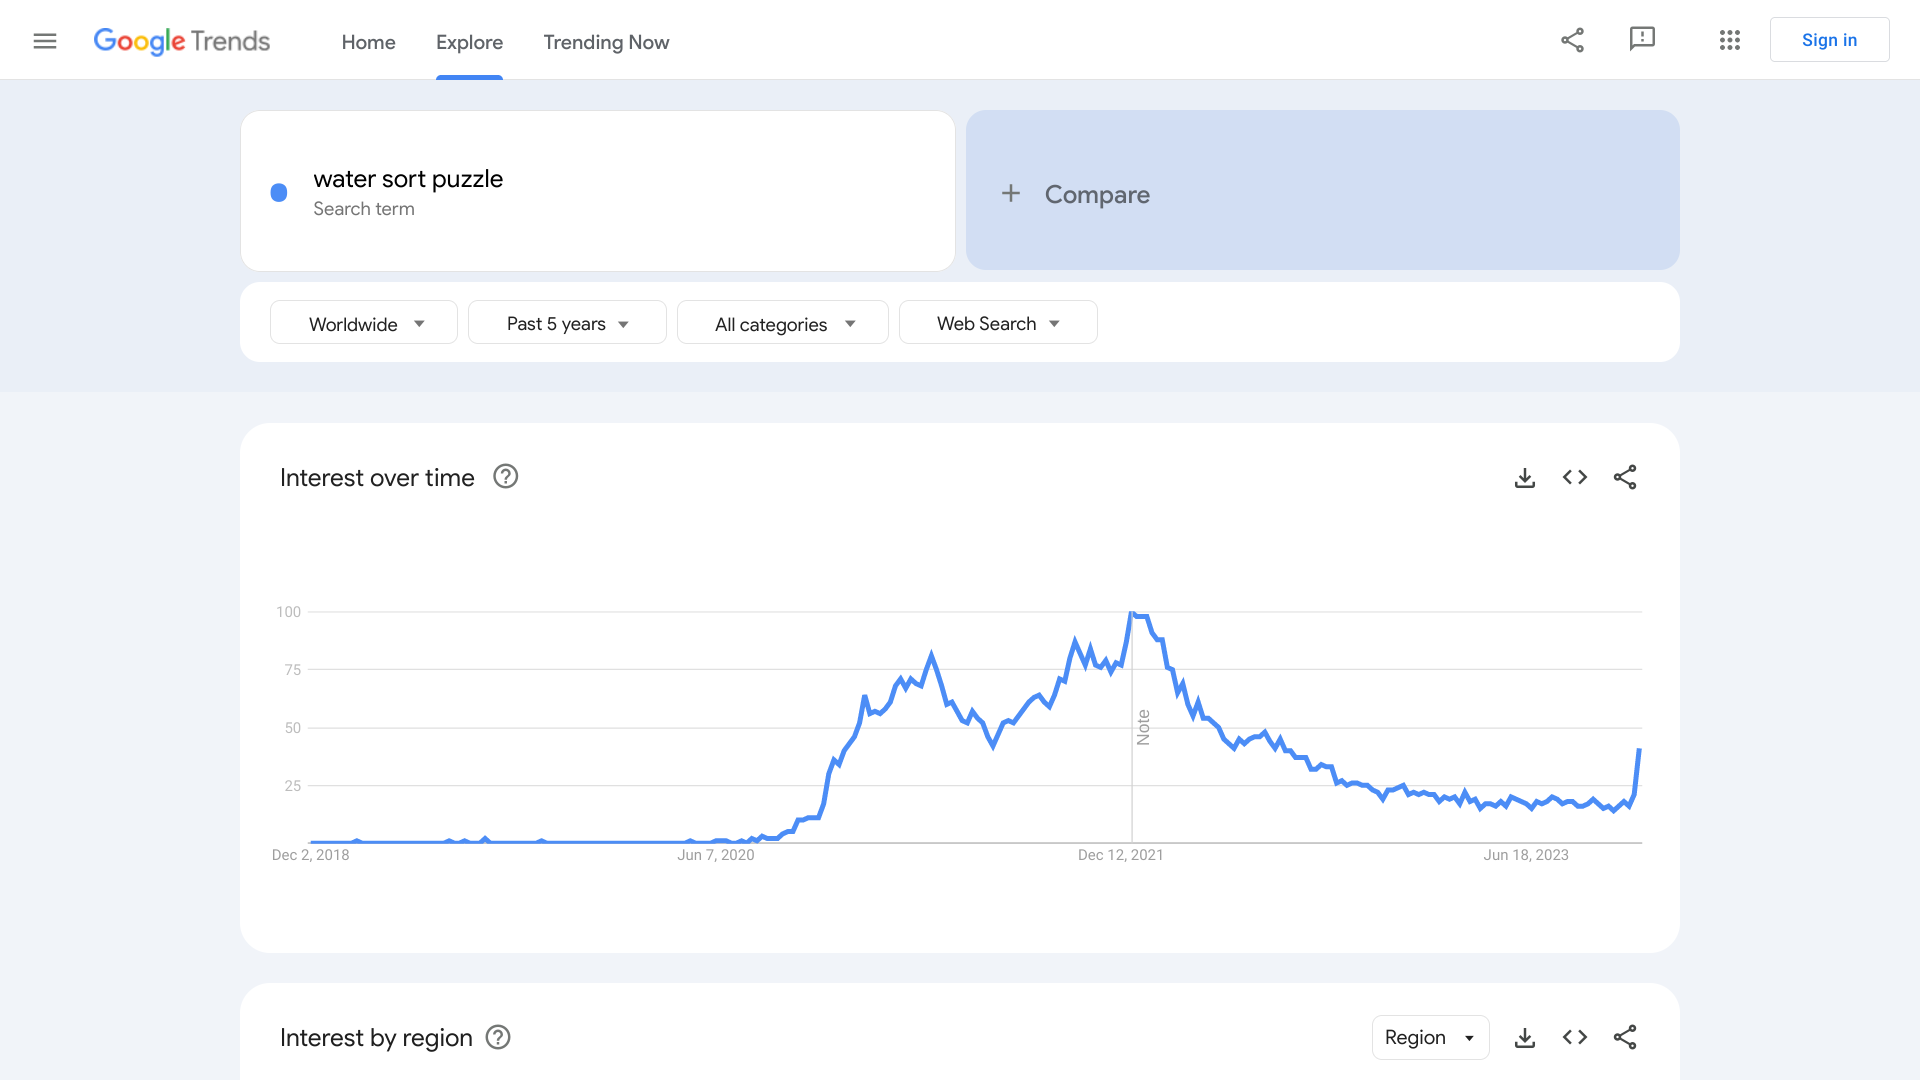 Google Trends Home Explore Trending Now Sign in
water sort puzzle
Search term
+ Compare
Worldwide Past 5 years All categories Web Search
Interest over time
100
75
50
25
Note
Dec 2, 2018 Jun 7, 2020 Dec 12, 2021 Jun 18, 2023
Interest by region Region